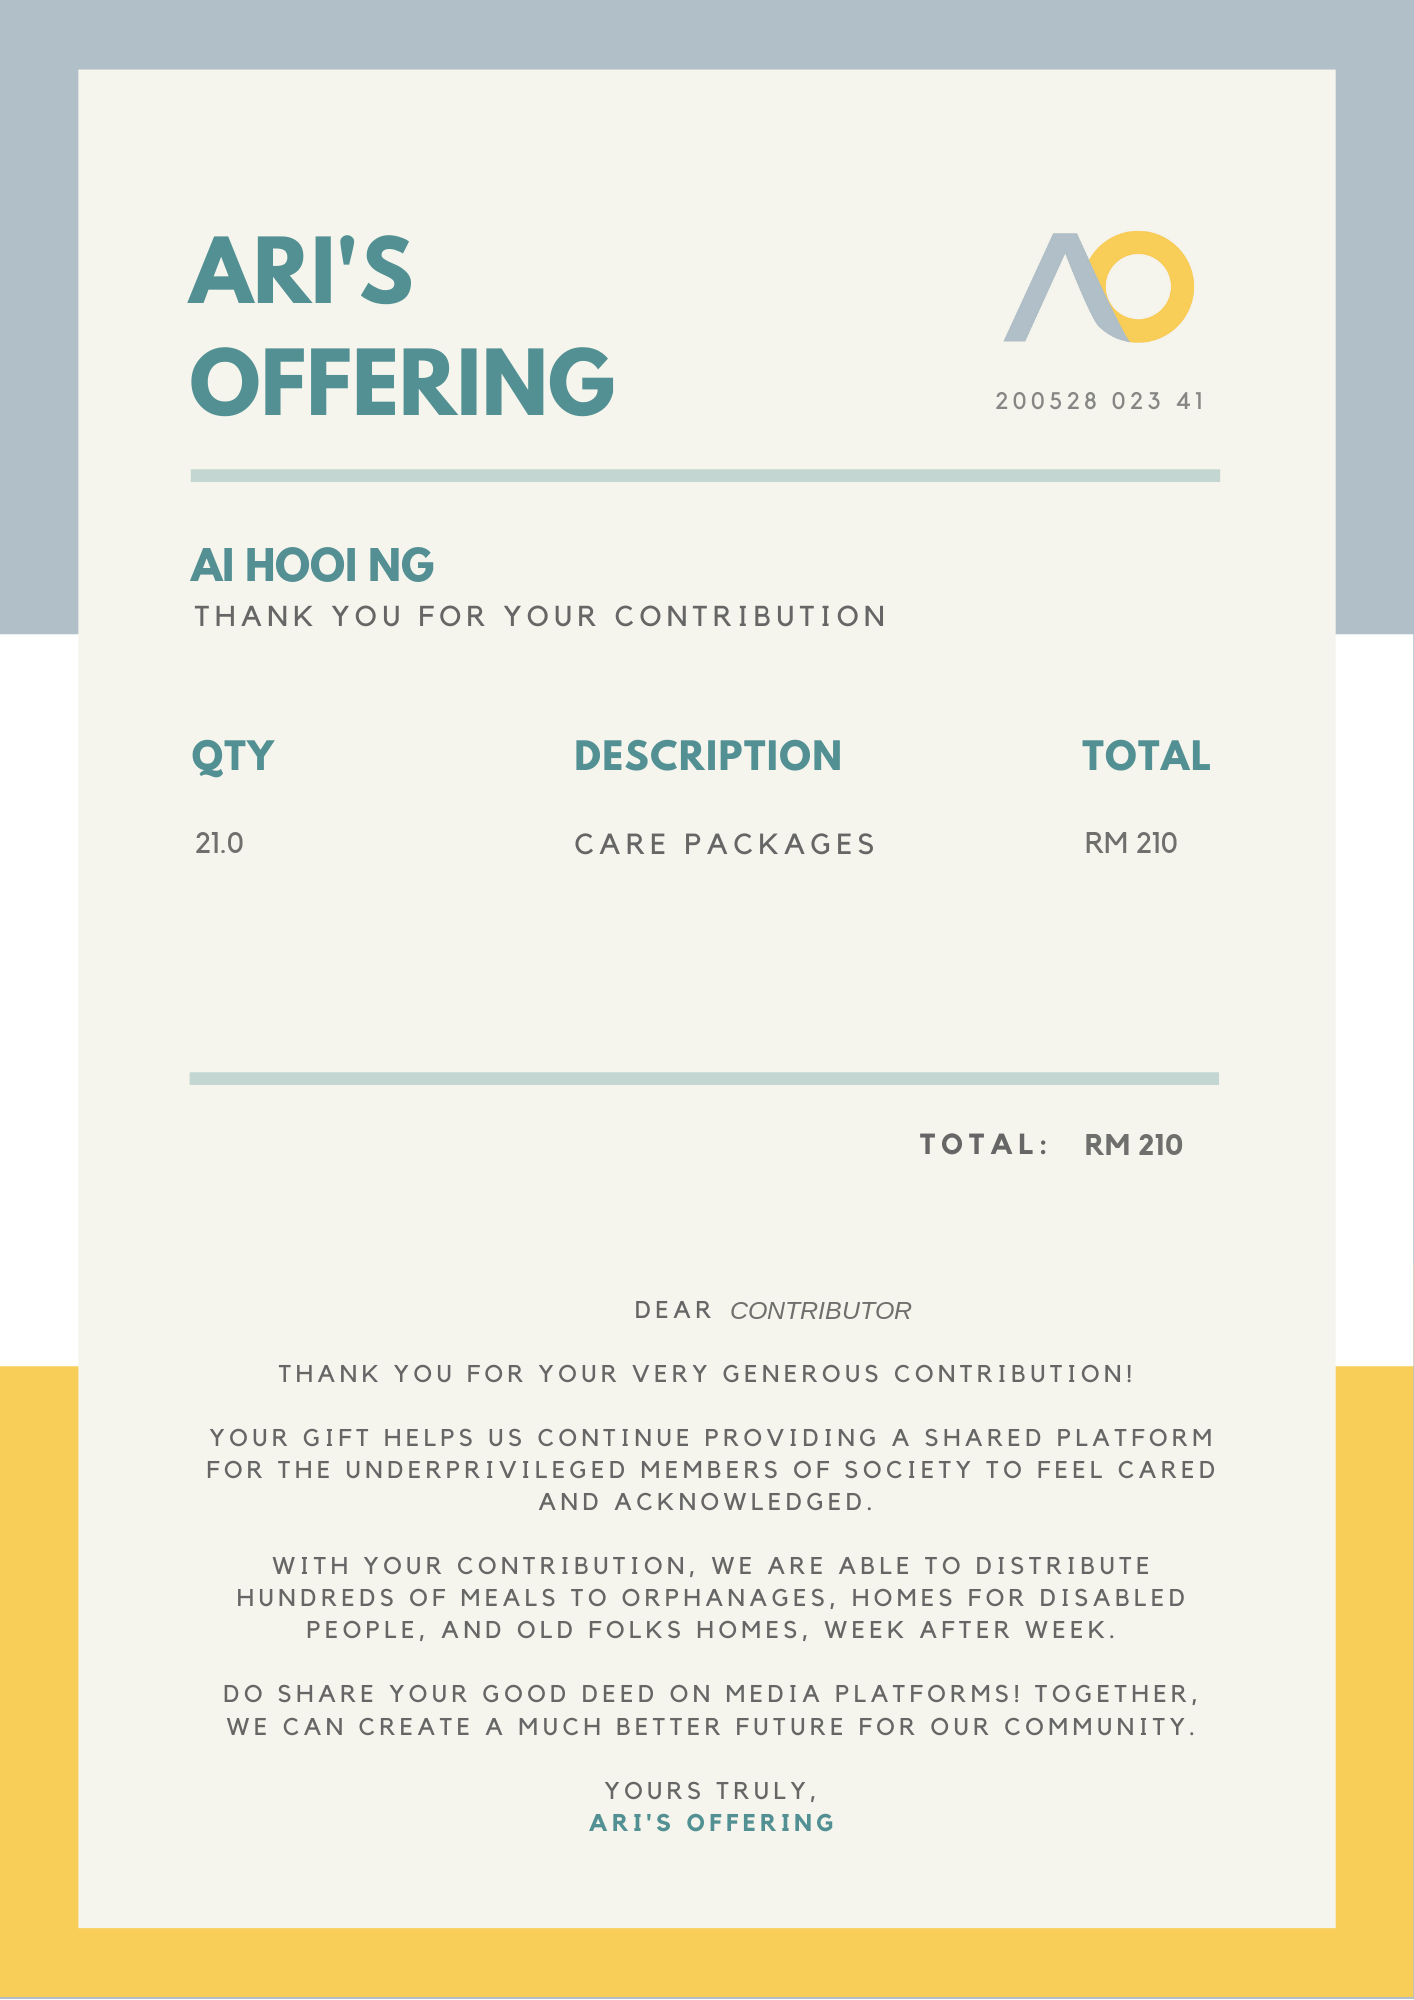 ARI'S
OFFERING
AO
200528 023 41
AI HOOI NG
THANK YOU FOR YOUR CONTRIBUTION
QTY DESCRIPTION TOTAL
21.0 CARE PACKAGES RM 210
TOTAL: RM 210
DEAR CONTRIBUTOR
THANK YOU FOR YOUR VERY GENEROUS CONTRIBUTION!
YOUR GIFT HELPS US CONTINUE PROVIDING A SHARED PLATFORM
FOR THE UNDERPRIVILEGED MEMBERS OF SOCIETY TO FEEL CARED
AND ACKNOWLEDGED.
WITH YOUR CONTRIBUTION, WE ARE ABLE TO DISTRIBUTE
HUNDREDS OF MEALS TO ORPHANAGES, HOMES FOR DISABLED
PEOPLE, AND OLD FOLKS HOMES, WEEK AFTER WEEK.
DO SHARE YOUR GOOD DEED ON MEDIA PLATFORMS! TOGETHER,
WE CAN CREATE A MUCH BETTER FUTURE FOR OUR COMMUNITY.
YOURS TRULY,
ARI'S OFFERING